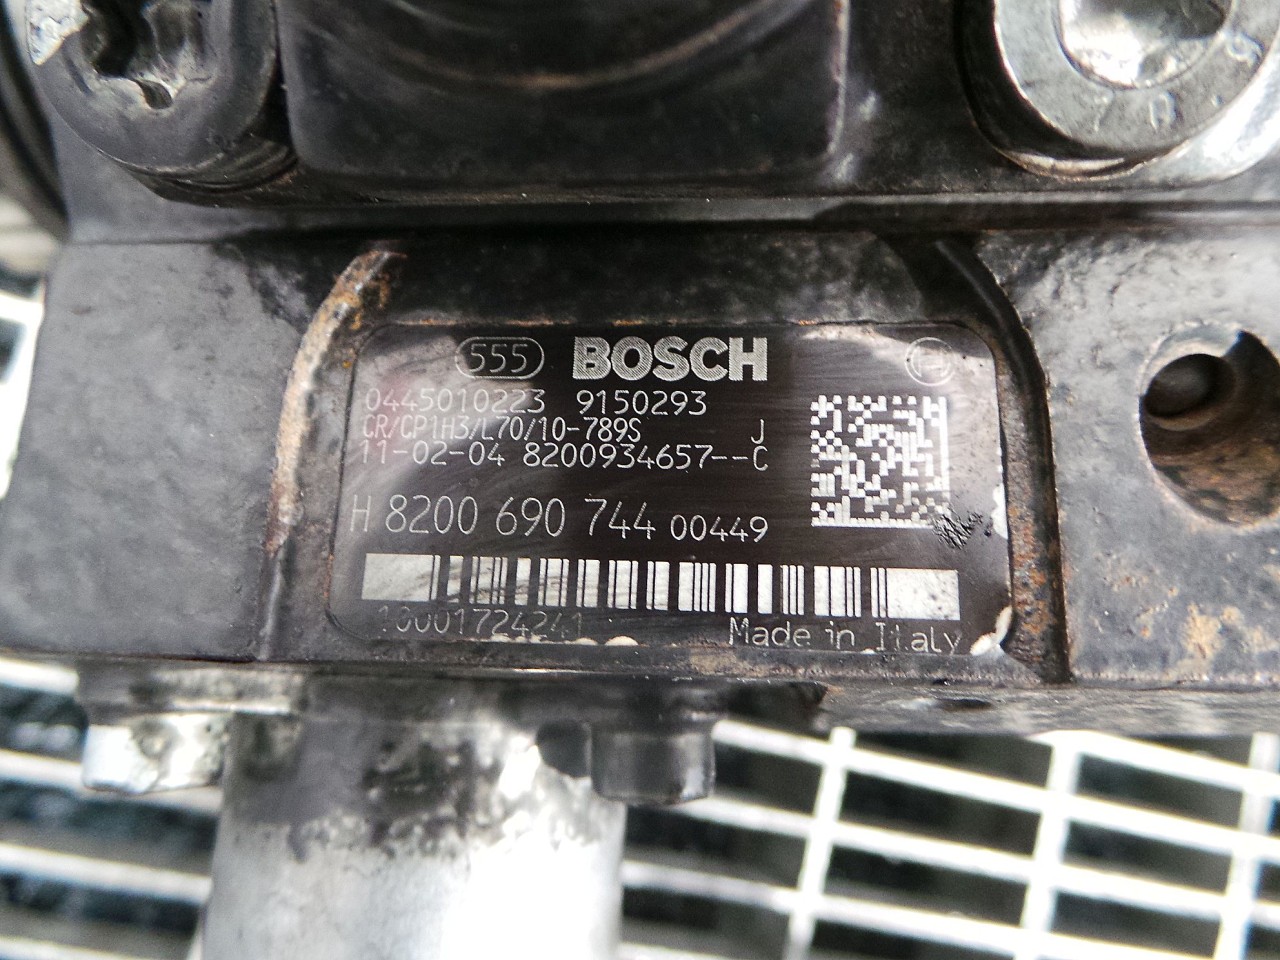 555 BOSCH
0445010223 9150293
CR/CP1H3/L70/10-789S J
11-02-04 8200934657--C
H 8200 690 744 00449
10001724241
Made in Italy